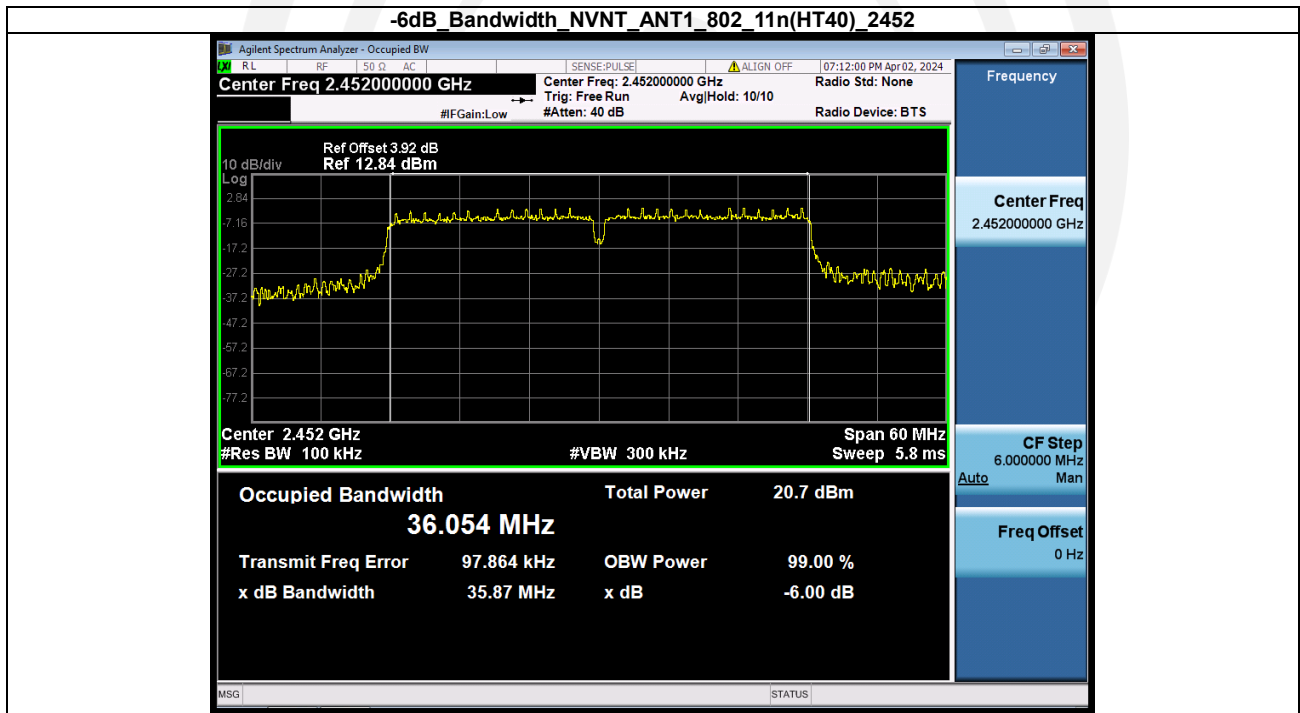 -6dB_Bandwidth_NVNT_ANT1_802_11n(HT40)_2452
Agilent Spectrum Analyzer - Occupied BW
LXI RL RF 50 Ω AC SENSE:PULSE ALIGN OFF 07:12:00 PM Apr 02, 2024
Center Freq 2.452000000 GHz Center Freq: 2.452000000 GHz Radio Std: None
Trig: Free Run Avg|Hold: 10/10
#IFGain:Low #Atten: 40 dB Radio Device: BTS
Ref Offset 3.92 dB
10 dB/div Ref 12.84 dBm
Log
2.84
-7.16
-17.2
-27.2
-37.2
-47.2
-57.2
-67.2
-77.2
Center 2.452 GHz Span 60 MHz
#Res BW 100 kHz #VBW 300 kHz Sweep 5.8 ms
Occupied Bandwidth Total Power 20.7 dBm
36.054 MHz
Transmit Freq Error 97.864 kHz OBW Power 99.00 %
x dB Bandwidth 35.87 MHz x dB -6.00 dB
MSG STATUS
Frequency
Center Freq
2.452000000 GHz
CF Step
6.000000 MHz
Auto Man
Freq Offset
0 Hz